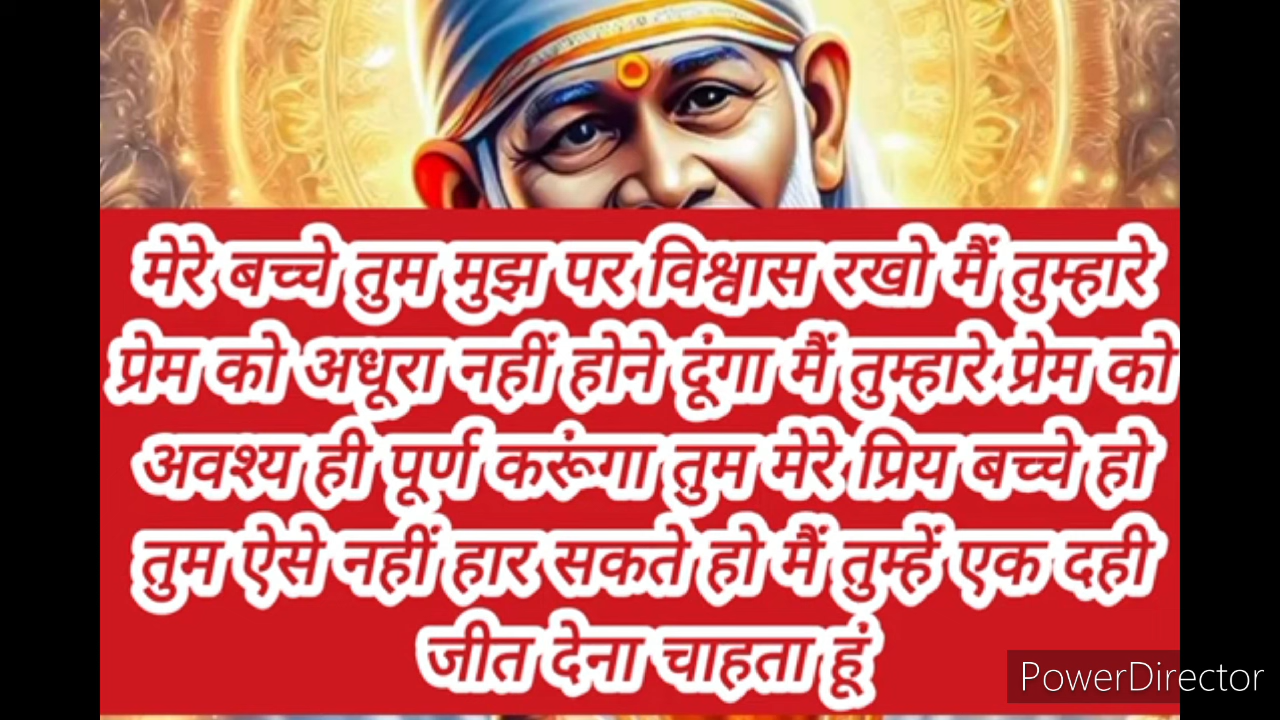 मेरे बच्चे तुम मुझ पर विश्वास रखो मैं तुम्हारे
प्रेम को अधूरा नहीं होने दूंगा मैं तुम्हारे प्रेम को
अवश्य ही पूर्ण करूंगा तुम मेरे प्रिय बच्चे हो
तुम ऐसे नहीं हार सकते हो मैं तुम्हें एक दही
जीत देना चाहता हूं
PowerDirector